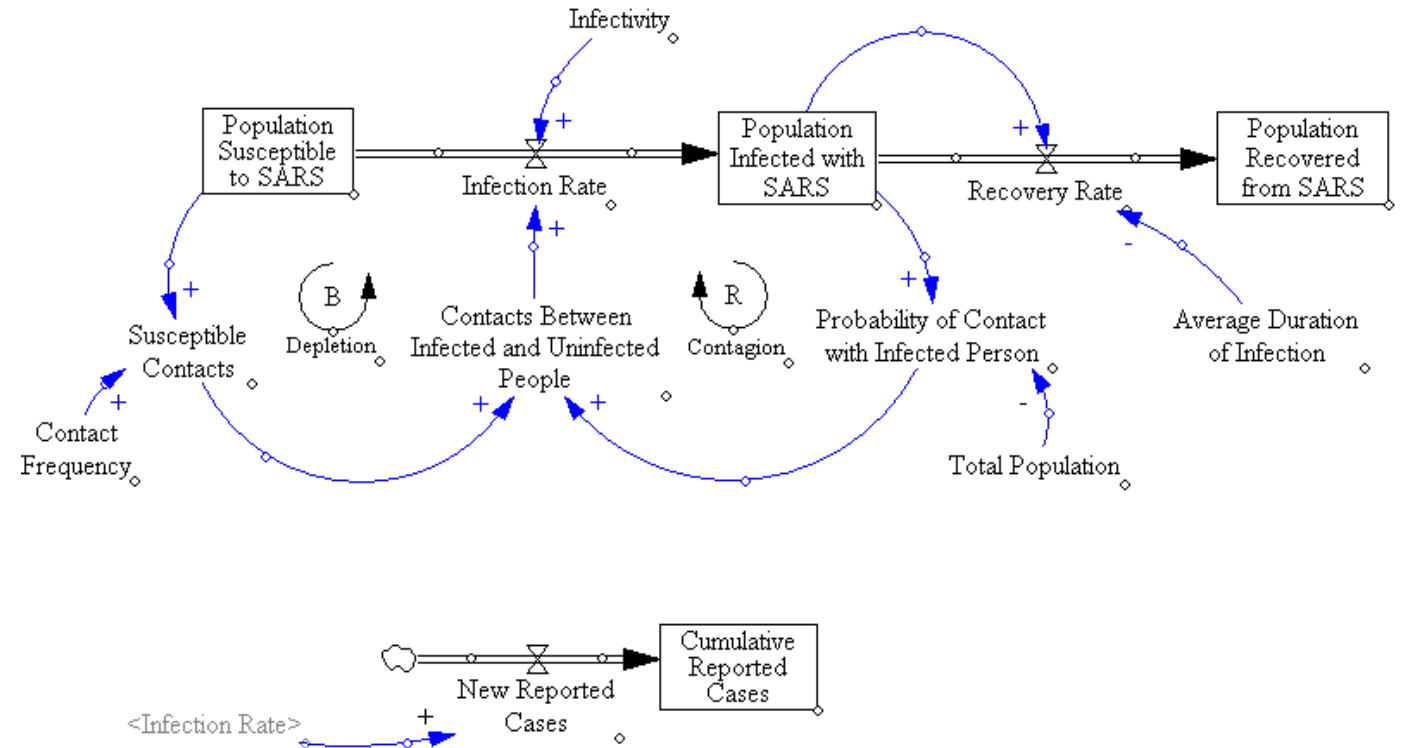 Infectivity
+
Population
Susceptible
to SARS
Infection Rate
Population
Infected with
SARS
+
Recovery Rate
Population
Recovered
from SARS
+
-
+
B
Depletion
R
Contagion
+
Susceptible
Contacts
Contacts Between
Infected and Uninfected
People
Probability of Contact
with Infected Person
Average Duration
of Infection
+
+
+
-
Contact
Frequency
Total Population
Cumulative
Reported
Cases
New Reported
Cases
<Infection Rate>
+